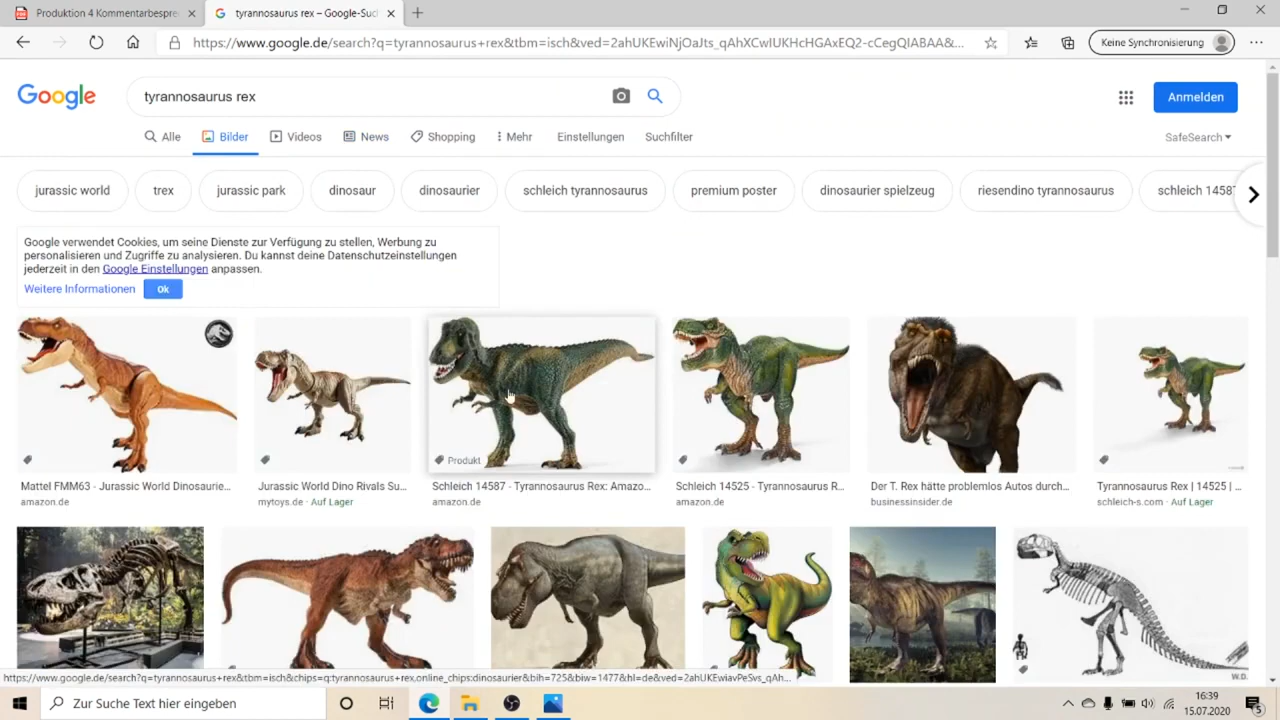 Produktion 4 Kommentarbespre
tyrannosaurus rex – Google-Suc
https://www.google.de/search?q=tyrannosaurus+rex&tbm=isch&ved=2ahUKEwiNjOaJts_qAhXCwIUKHcHGAxEQ2-cCegQIABAA&...
Keine Synchronisierung
Google
tyrannosaurus rex
Anmelden
Alle
Bilder
Videos
News
Shopping
Mehr
Einstellungen
Suchfilter
SafeSearch
jurassic world
trex
jurassic park
dinosaur
dinosaurier
schleich tyrannosaurus
premium poster
dinosaurier spielzeug
riesendino tyrannosaurus
schleich 14587
Google verwendet Cookies, um seine Dienste zur Verfügung zu stellen, Werbung zu
personalisieren und Zugriffe zu analysieren. Du kannst deine Datenschutzeinstellungen
jederzeit in den Google Einstellungen anpassen.
Weitere Informationen
Ok
Produkt
Mattel FMM63 - Jurassic World Dinosaurie...
amazon.de
Jurassic World Dino Rivals Su...
mytoys.de · Auf Lager
Schleich 14587 - Tyrannosaurus Rex: Amazo...
amazon.de
Schleich 14525 - Tyrannosaurus R...
amazon.de
Der T. Rex hätte problemlos Autos durch...
businessinsider.de
Tyrannosaurus Rex | 14525 | ...
schleich-s.com · Auf Lager
W.D.
https://www.google.de/search?q=tyrannosaurus+rex&tbm=isch&chips=q:tyrannosaurus+rex,online_chips:dinosaurier&bih=725&biw=1477&hl=de&ved=2ahUKEwiavPeSvs_qAh...
Zur Suche Text hier eingeben
16:39
15.07.2020
5